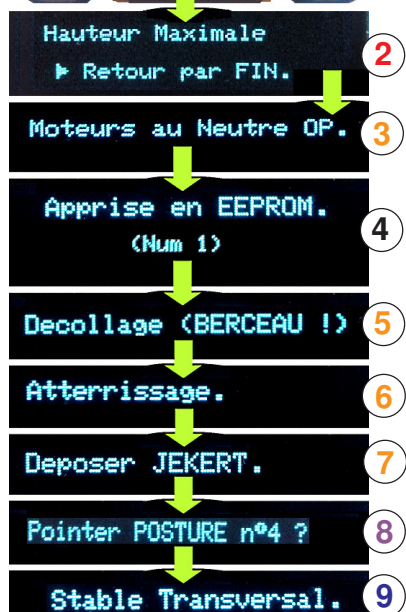 Hauteur Maximale
▶ Retour par FIN.
2
Moteurs au Neutre OP.
3
Apprise en EEPROM.
(Num 1)
4
Decollage (BERCEAU !)
5
Atterrissage.
6
Deposer JEKERT.
7
Pointer POSTURE nº4 ?
8
Stable Transversal.
9